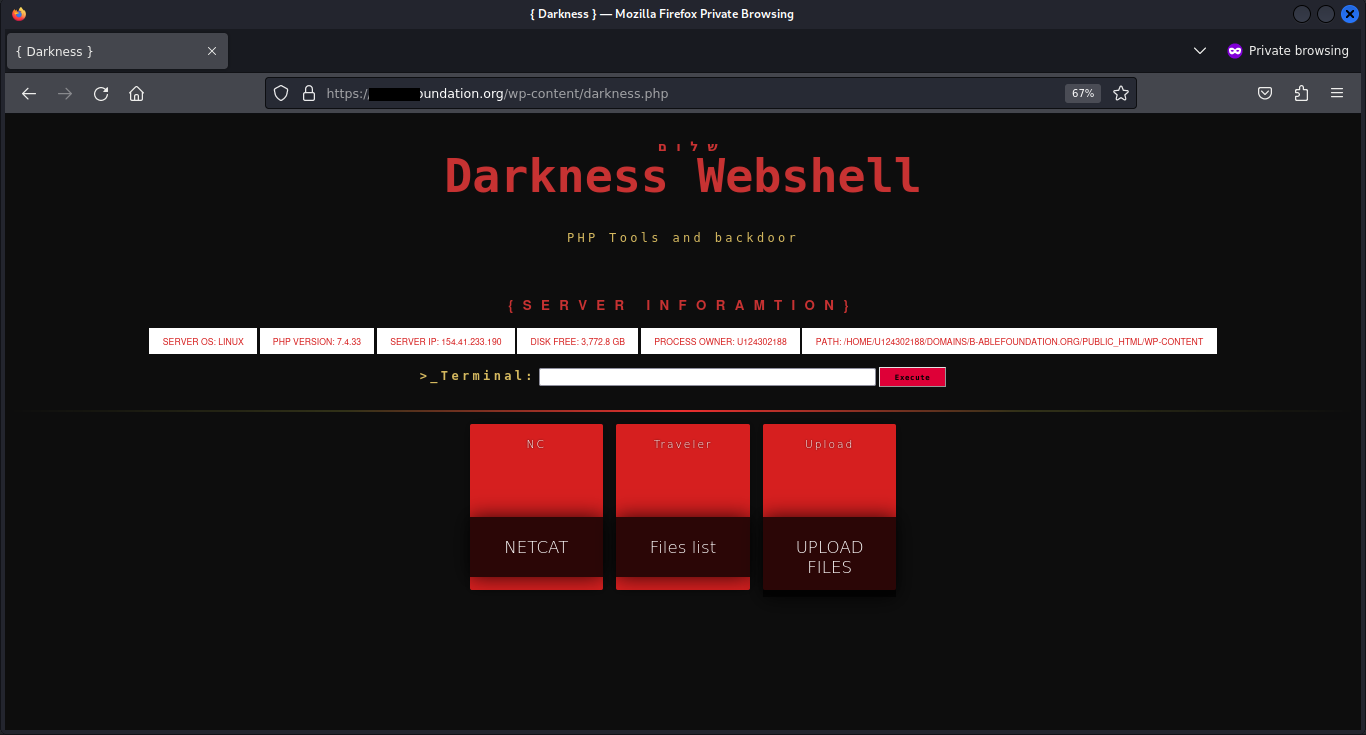 { Darkness } — Mozilla Firefox Private Browsing
{ Darkness }
Private browsing
https://oundation.org/wp-content/darkness.php
67%
שלום
Darkness Webshell
PHP Tools and backdoor
{SERVER INFORAMTION}
SERVER OS: LINUX
PHP VERSION: 7.4.33
SERVER IP: 154.41.233.190
DISK FREE: 3,772.8 GB
PROCESS OWNER: U124302188
PATH: /HOME/U124302188/DOMAINS/B-ABLEFOUNDATION.ORG/PUBLIC_HTML/WP-CONTENT
>_Terminal:
Execute
NC
Traveler
Upload
NETCAT
Files list
UPLOAD
FILES